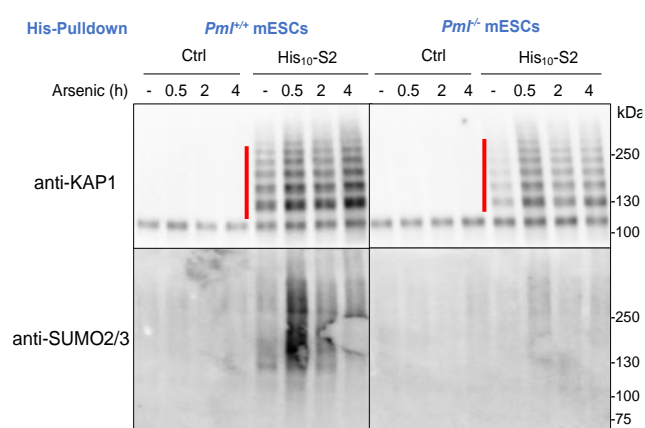 His-Pulldown Pml+/+ mESCs Pml-/- mESCs
Ctrl His₁₀-S2 Ctrl His₁₀-S2
Arsenic (h) - 0.5 2 4 - 0.5 2 4 - 0.5 2 4 - 0.5 2 4
kDa
anti-KAP1
-250
-130
-100
anti-SUMO2/3
-250
-130
-100
-75